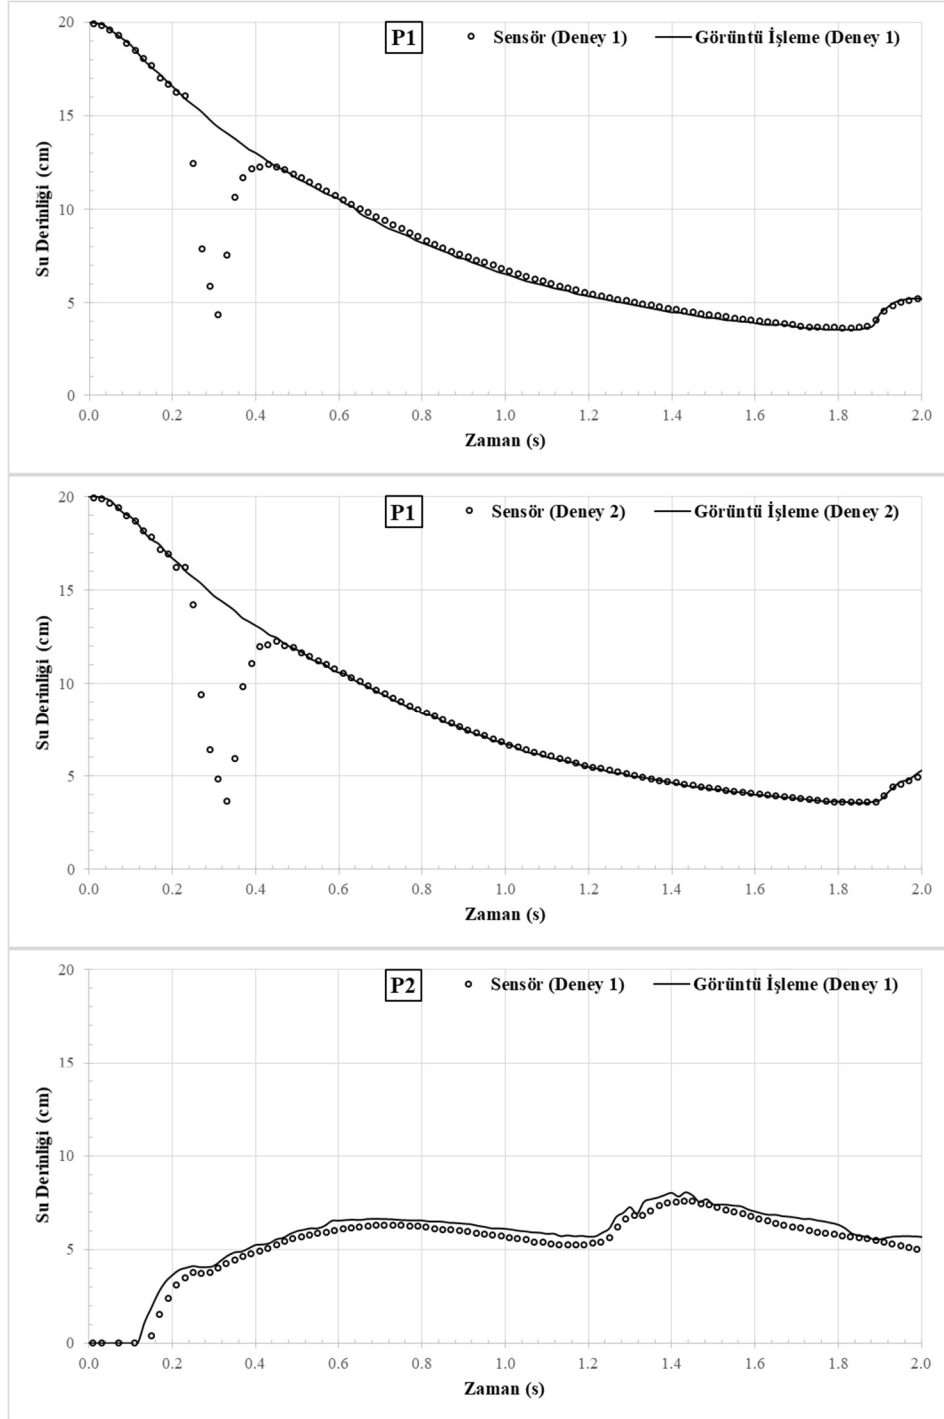 P1
Sensör (Deney 1) Görüntü İşleme (Deney 1)
20
15
10
5
0
Su Derinliği (cm)
0.0 0.2 0.4 0.6 0.8 1.0 1.2 1.4 1.6 1.8 2.0
Zaman (s)
P1
Sensör (Deney 2) Görüntü İşleme (Deney 2)
20
15
10
5
0
Su Derinliği (cm)
0.0 0.2 0.4 0.6 0.8 1.0 1.2 1.4 1.6 1.8 2.0
Zaman (s)
P2
Sensör (Deney 1) Görüntü İşleme (Deney 1)
20
15
10
5
0
Su Derinliği (cm)
0.0 0.2 0.4 0.6 0.8 1.0 1.2 1.4 1.6 1.8 2.0
Zaman (s)